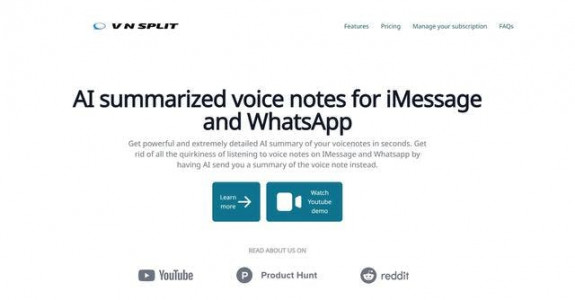 VN SPLIT
Features
Pricing
Manage your subscription
FAQs
AI summarized voice notes for iMessage
and WhatsApp
Get powerful and extremely detailed AI summary of your voicenotes in seconds. Get
rid of all the quirkiness of listening to voice notes on IMessage and Whatsapp by
having AI send you a summary of the voice note instead.
Learn
more
Watch
Youtube
demo
READ ABOUT US ON
YouTube
P Product Hunt
reddit